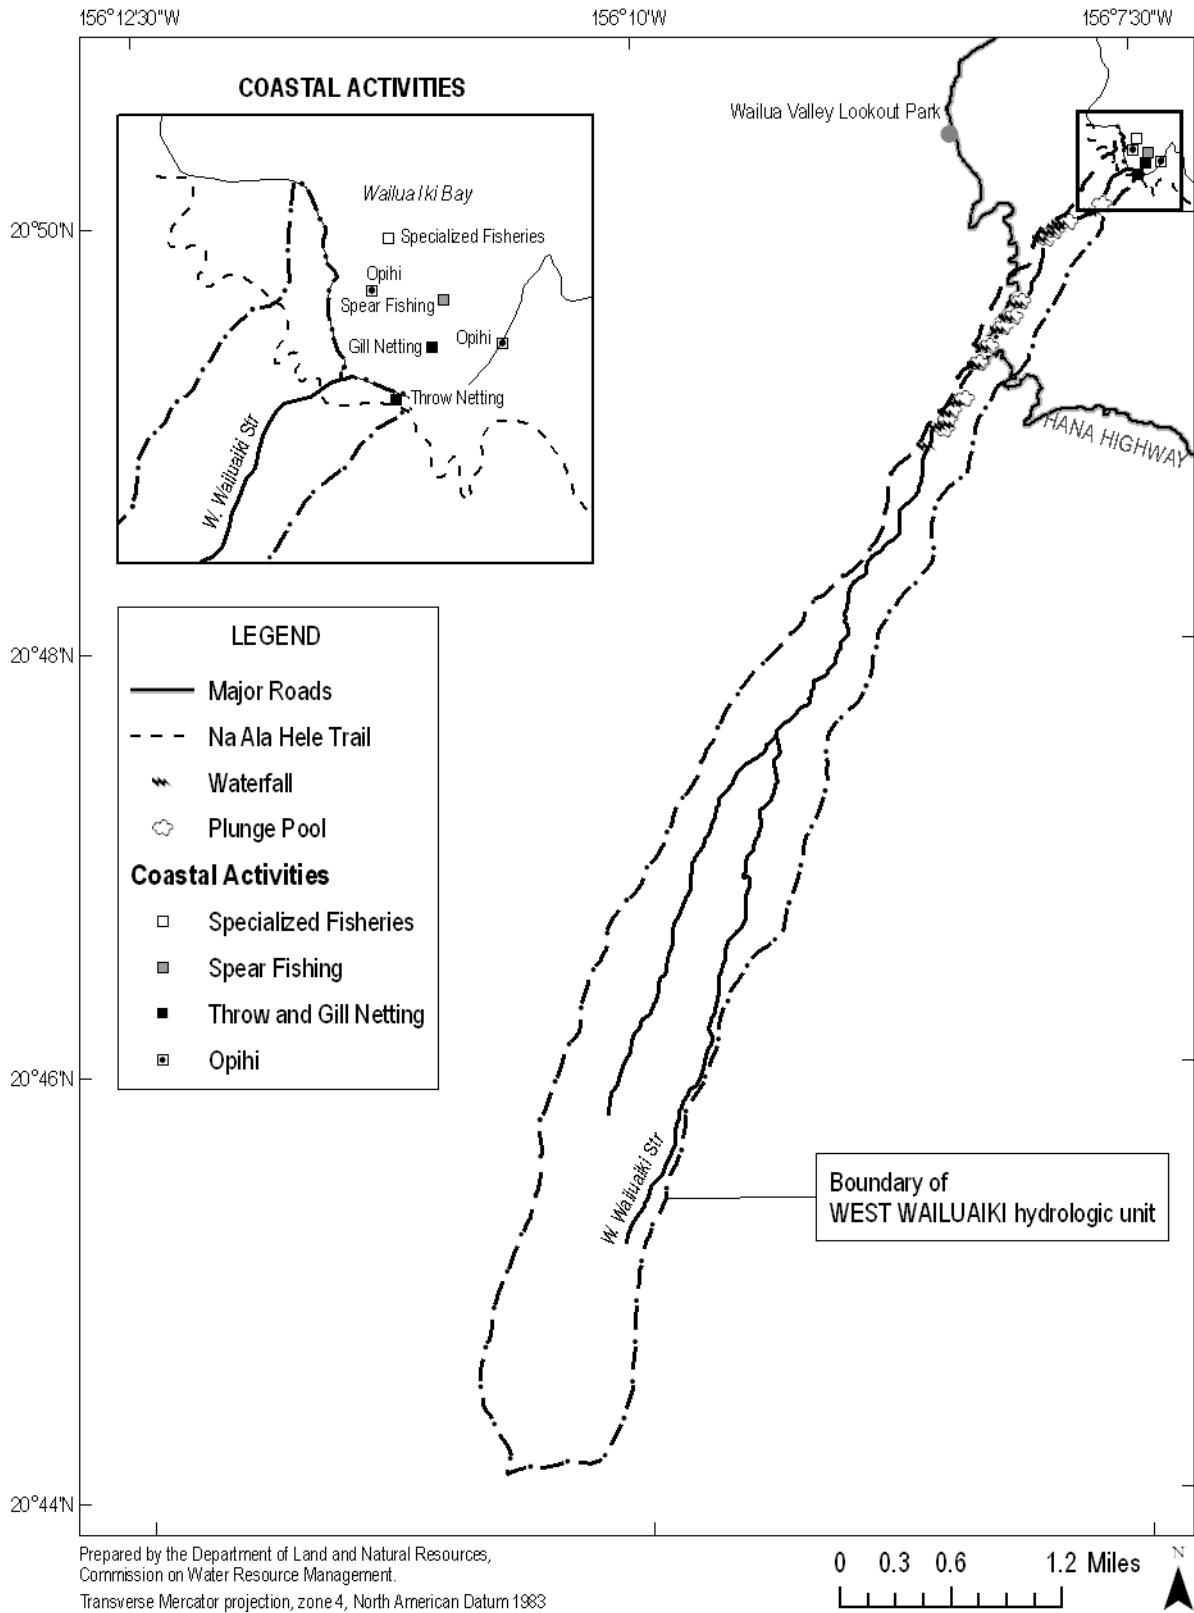 156°12'30"W
156°10'W
156°7'30"W
COASTAL ACTIVITIES
Wailua Valley Lookout Park
Wailua Iki Bay
20°50'N
Specialized Fisheries
Opihi
Spear Fishing
Gill Netting
Opihi
Throw Netting
W. Wailuaiki Str
HANA HIGHWAY
LEGEND
20°48'N
Major Roads
Na Ala Hele Trail
Waterfall
Plunge Pool
Coastal Activities
Specialized Fisheries
Spear Fishing
Throw and Gill Netting
Opihi
20°46'N
W. Wailuaiki Str
Boundary of
WEST WAILUAIKI hydrologic unit
20°44'N
Prepared by the Department of Land and Natural Resources,
Commission on Water Resource Management.
Transverse Mercator projection, zone 4, North American Datum 1983
0 0.3 0.6 1.2 Miles
N